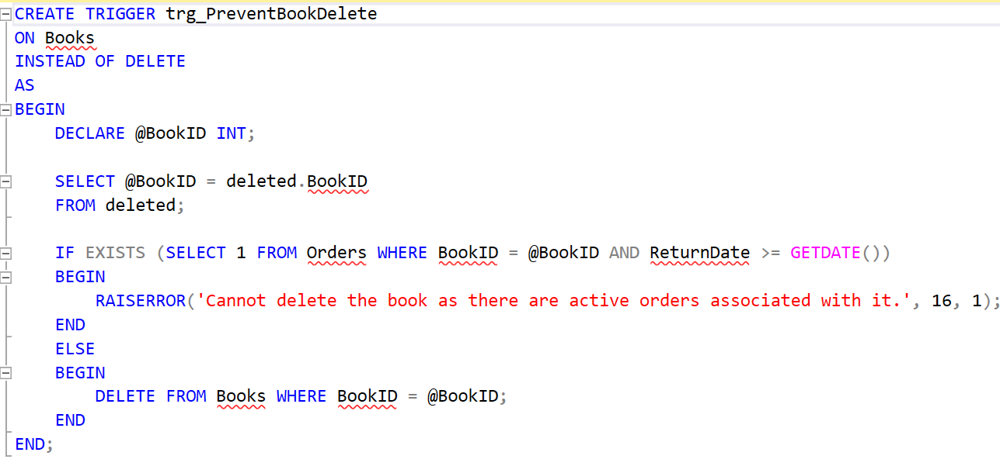 CREATE TRIGGER trg_PreventBookDelete
ON Books
INSTEAD OF DELETE
AS
BEGIN
    DECLARE @BookID INT;

    SELECT @BookID = deleted.BookID
    FROM deleted;

    IF EXISTS (SELECT 1 FROM Orders WHERE BookID = @BookID AND ReturnDate >= GETDATE())
    BEGIN
        RAISERROR('Cannot delete the book as there are active orders associated with it.', 16, 1);
    END
    ELSE
    BEGIN
        DELETE FROM Books WHERE BookID = @BookID;
    END
END;